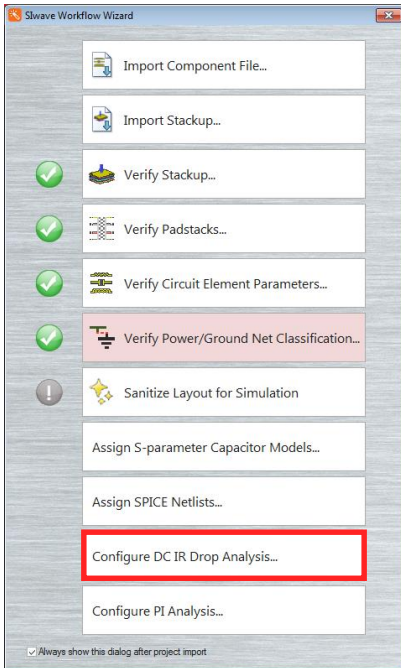 SIwave Workflow Wizard
Import Component File...
Import Stackup...
Verify Stackup...
Verify Padstacks...
Verify Circuit Element Parameters...
Verify Power/Ground Net Classification...
Sanitize Layout for Simulation
Assign S-parameter Capacitor Models...
Assign SPICE Netlists...
Configure DC IR Drop Analysis...
Configure PI Analysis...
Always show this dialog after project import